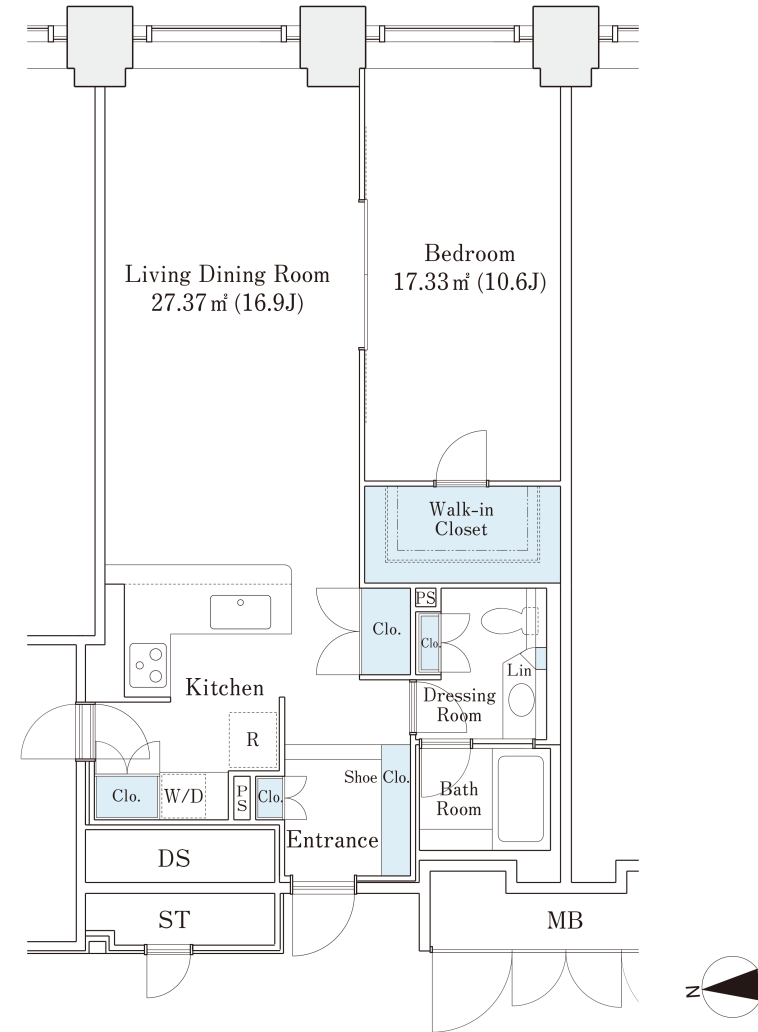 Bedroom
17.33㎡ (10.6J)
Living Dining Room
27.37㎡ (16.9J)
Walk-in
Closet
PS
Clo.
Clo.
Lin
Kitchen
Dressing
Room
R
Shoe Clo.
Clo.
W/D
PS
Clo.
Bath
Room
Entrance
DS
ST
MB
N